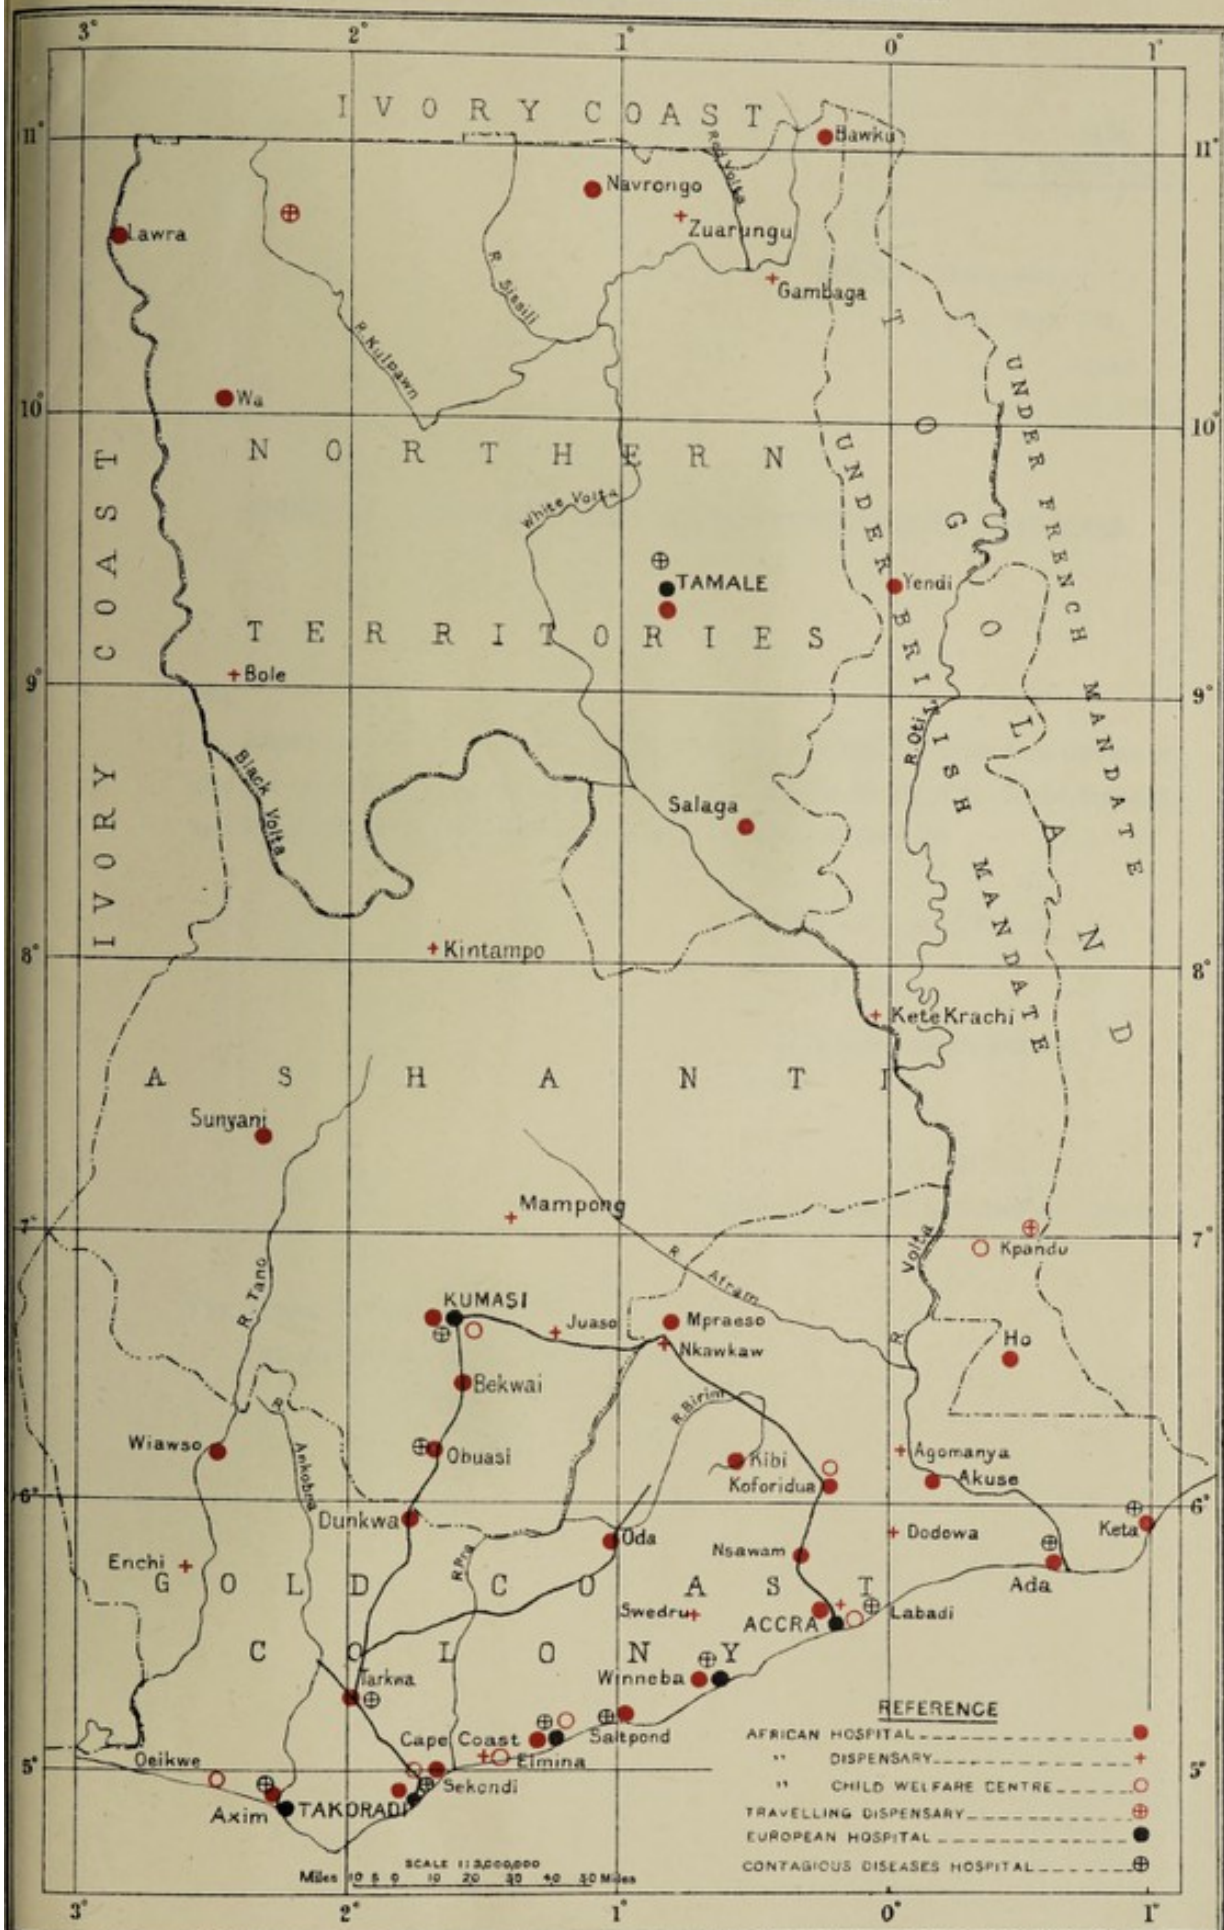 3° 2° 1° 0° 1°
IVORY COAST
11° 11°
Bawku
Red Volta
Navrongo
Zuarungu
Lawra
R. Sissili
Gambaga
R. Kulpawn
Wa
10° 10°
NORTHERN
White Volta
TAMALE
Yendi
TERRITORIES
IVORY COAST
Bole
9° 9°
TOGOLAND
UNDER BRITISH MANDATE
UNDER FRENCH MANDATE
R. Oti
Black Volta
Salaga
Kintampo
8° 8°
Kete Krachi
ASHANTI
Sunyani
Mampong
7° 7°
R. Tano
R. Afram
R. Volta
Kpandu
KUMASI
Juaso
Mpraeso
Nkawkaw
Ho
Bekwai
R. Birim
Wiawso
R. Ankobra
Obuasi
Kibi
Koforidua
Agomanya
Akuse
6° 6°
Dunkwa
Oda
Nsawam
Dodowa
Keta
Enchi
R. Pra
Ada
GOLD COAST
Swedru
ACCRA
Labadi
COLONY
Tarkwa
Winneba
Cape Coast
Saltpond
Elmina
5° 5°
Beikwe
Sekondi
Axim
TAKORADI
REFERENCE
AFRICAN HOSPITAL
" DISPENSARY
" CHILD WELFARE CENTRE
TRAVELLING DISPENSARY
EUROPEAN HOSPITAL
CONTAGIOUS DISEASES HOSPITAL
SCALE 1:3,000,000
Miles 10 5 0 10 20 30 40 50 Miles
3° 2° 1° 0° 1°